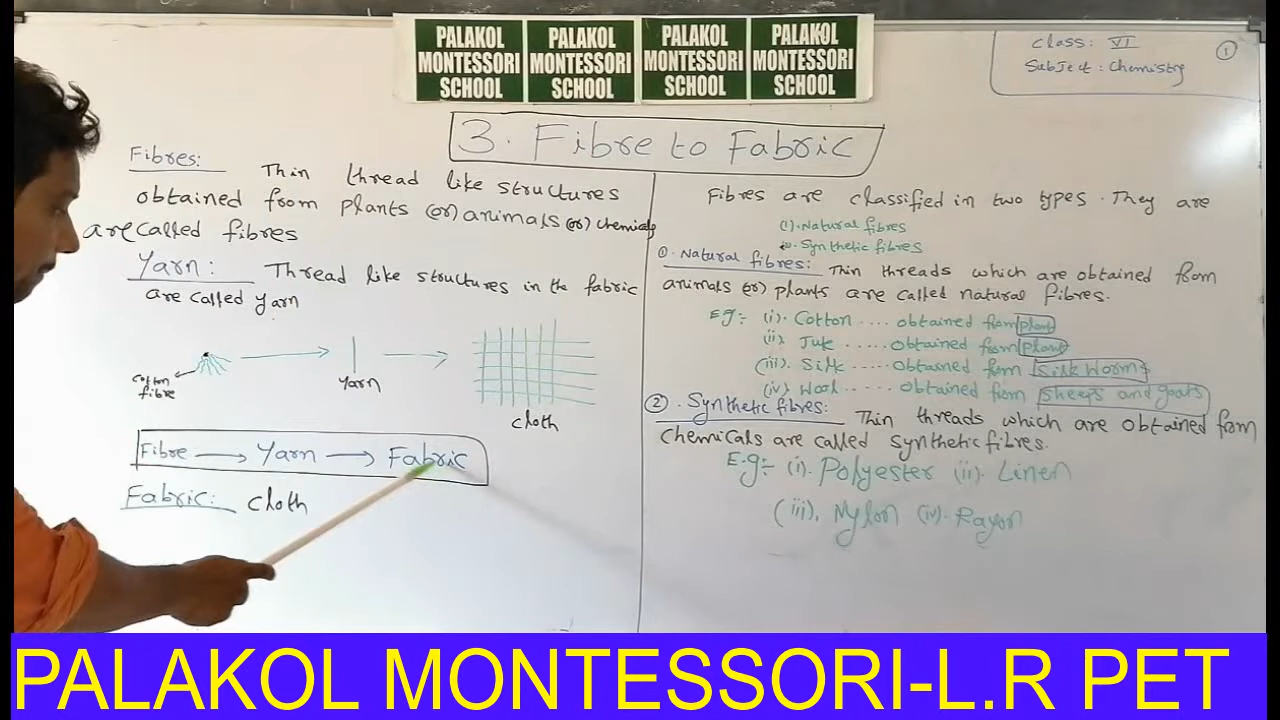 PALAKOL MONTESSORI SCHOOL
PALAKOL MONTESSORI SCHOOL
PALAKOL MONTESSORI SCHOOL
PALAKOL MONTESSORI SCHOOL
Class: VI
Subject: Chemistry
1
3. Fibre to Fabric
Fibres: Thin thread like structures
obtained from plants (or) animals (or) chemicals
are called fibres
Yarn: Thread like structures in the fabric
are called yarn
Cotton
fibre
Yarn
cloth
Fibre → Yarn → Fabric
Fabric: cloth
Fibres are classified in two types. They are
(i). Natural fibres
(ii). Synthetic fibres
①. Natural fibres: Thin threads which are obtained from
animals (or) plants are called natural fibres.
Eg:- (i). Cotton .... obtained from plant
(ii). Jute ..... obtained from plant
(iii). Silk ..... obtained from Silk Worms
(iv). Wool ..... obtained from sheeps and goats
②. Synthetic fibres: Thin threads which are obtained from
chemicals are called synthetic fibres.
E.g:- (i). Polyester (ii). Linen
(iii). Nylon (iv). Rayon
PALAKOL MONTESSORI-L.R PET